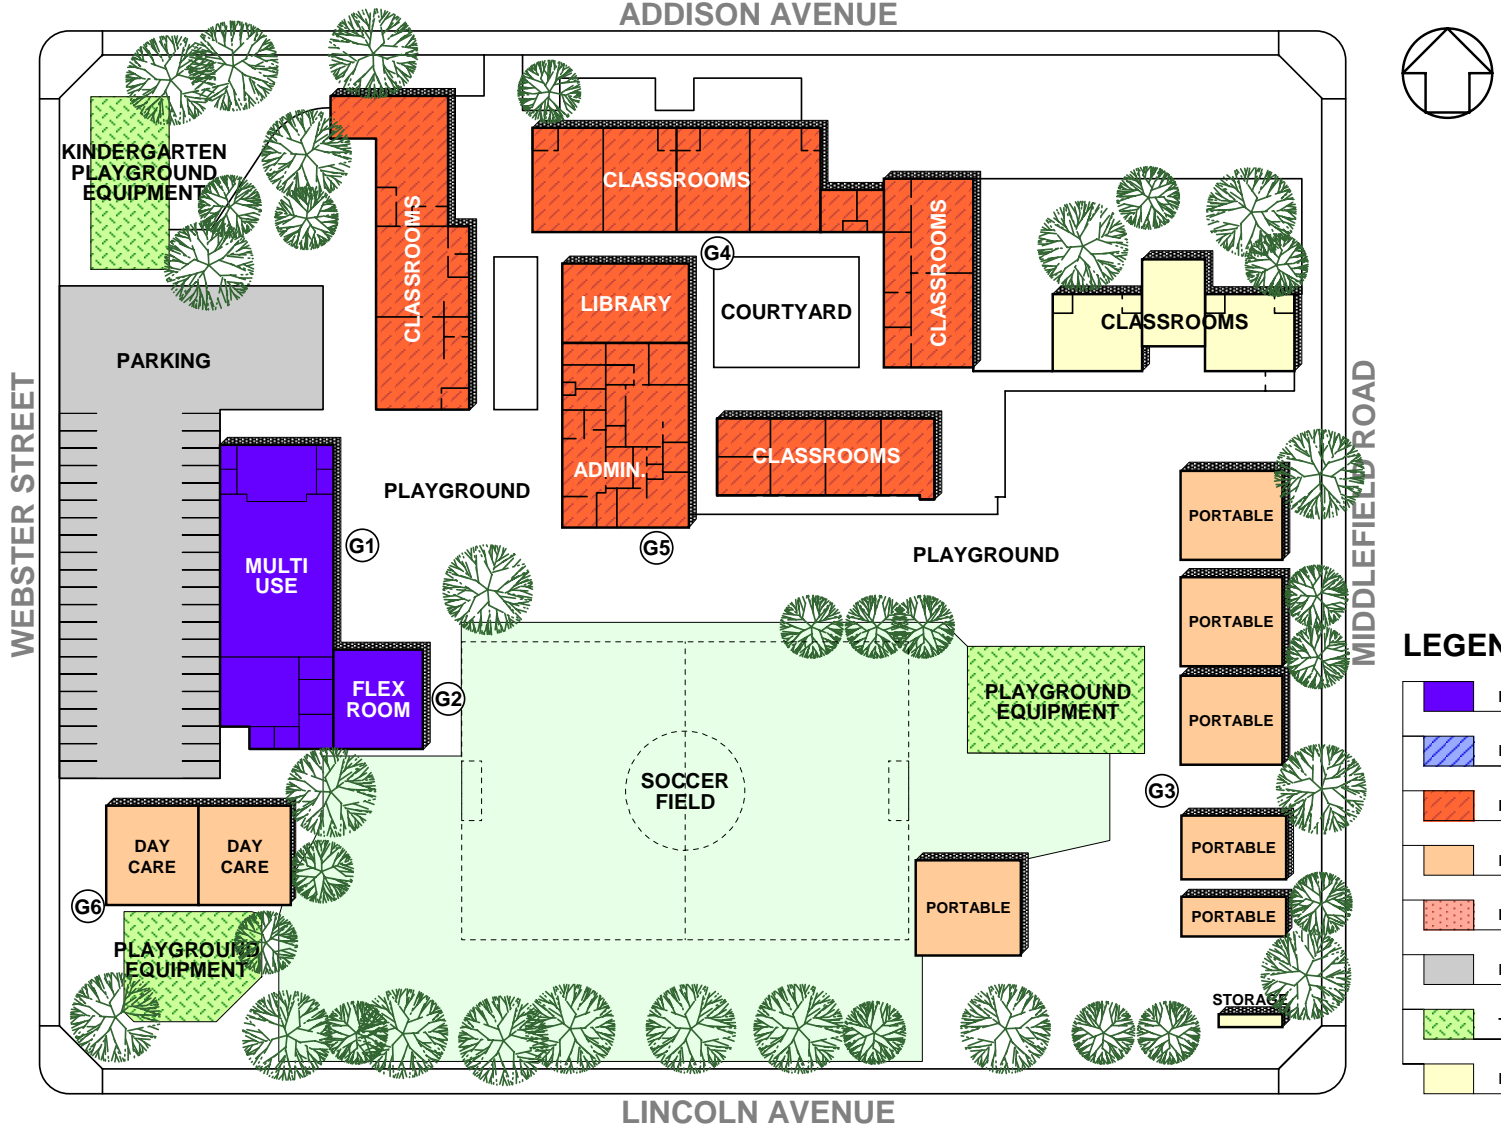 ADDISON AVENUE
KINDERGARTEN
PLAYGROUND
EQUIPMENT
CLASSROOMS
CLASSROOMS
CLASSROOMS
G4
LIBRARY
COURTYARD
CLASSROOMS
PARKING
WEBSTER STREET
MIDDLEFIELD ROAD
ADMIN.
CLASSROOMS
PLAYGROUND
PORTABLE
G1
G5
PLAYGROUND
MULTI
USE
PORTABLE
LEGEN
FLEX
ROOM
G2
PLAYGROUND
EQUIPMENT
PORTABLE
SOCCER
FIELD
G3
DAY
CARE
DAY
CARE
PORTABLE
G6
PORTABLE
PORTABLE
PLAYGROUND
EQUIPMENT
STORAGE
LINCOLN AVENUE